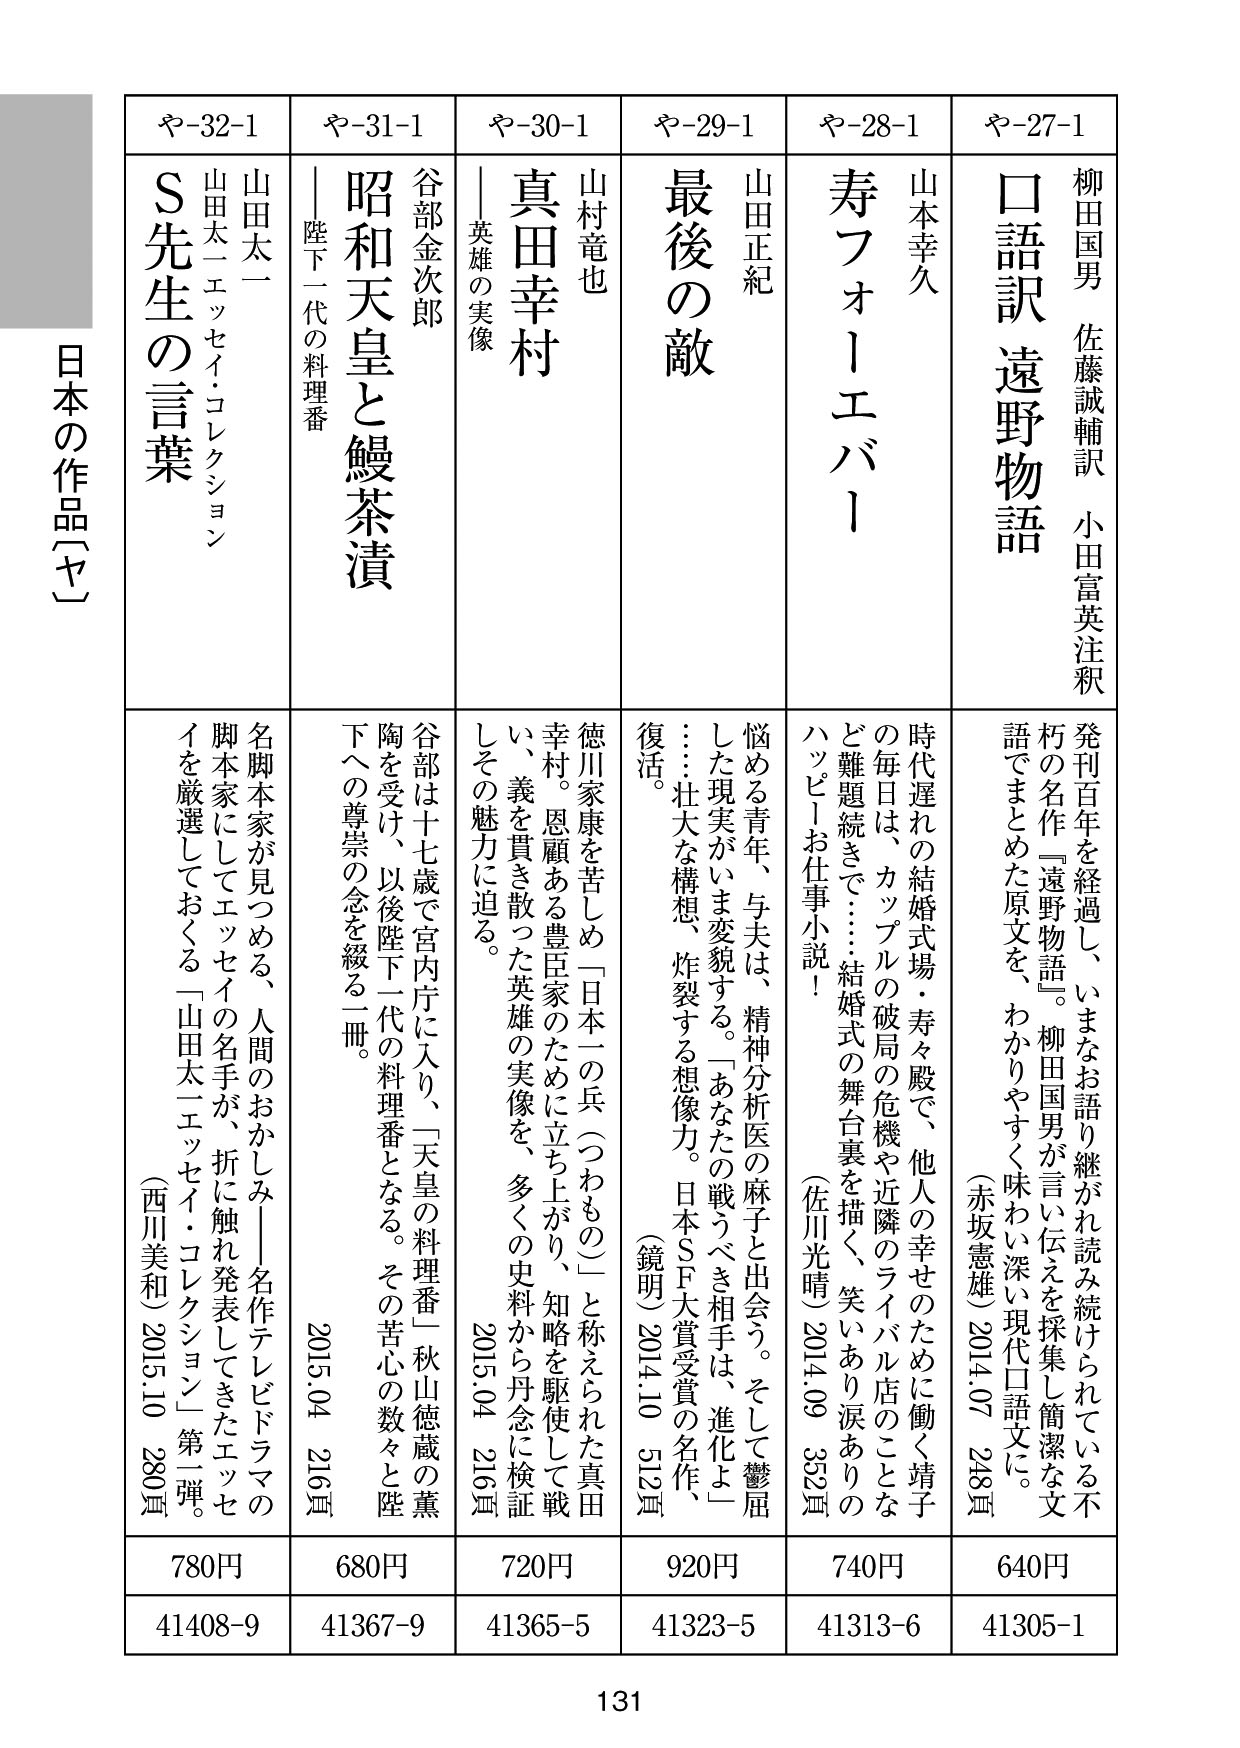 や-27-1
柳田国男　佐藤誠輔訳　小田富英注釈
口語訳 遠野物語
発刊百年を経過し、いまなお語り継がれ読み続けられている不
朽の名作『遠野物語』。柳田国男が言い伝えを採集し簡潔な文
語でまとめた原文を、わかりやすく味わい深い現代口語文に。
（赤坂憲雄）2014.07　248頁
640円
41305-1
や-28-1
山本幸久
寿フォーエバー
時代遅れの結婚式場・寿々殿で、他人の幸せのために働く靖子
の毎日は、カップルの破局の危機や近隣のライバル店のことな
ど難題続きで……結婚式の舞台裏を描く、笑いあり涙ありの
ハッピーお仕事小説！
（佐川光晴）2014.09　352頁
740円
41313-6
や-29-1
山田正紀
最後の敵
悩める青年、与夫は、精神分析医の麻子と出会う。そして鬱屈
した現実がいま変貌する。「あなたの戦うべき相手は、進化よ」
……壮大な構想、炸裂する想像力。日本ＳＦ大賞受賞の名作、
復活。
（鏡明）2014.10　512頁
920円
41323-5
や-30-1
山村竜也
真田幸村
――英雄の実像
徳川家康を苦しめ「日本一の兵（つわもの）」と称えられた真田
幸村。恩顧ある豊臣家のために立ち上がり、知略を駆使して戦
い、義を貫き散った英雄の実像を、多くの史料から丹念に検証
しその魅力に迫る。
2015.04　216頁
720円
41365-5
や-31-1
谷部金次郎
昭和天皇と鰻茶漬
――陛下一代の料理番
谷部は十七歳で宮内庁に入り、「天皇の料理番」秋山徳蔵の薫
陶を受け、以後陛下一代の料理番となる。その苦心の数々と陛
下への尊崇の念を綴る一冊。
2015.04　216頁
680円
41367-9
や-32-1
山田太一
山田太一エッセイ・コレクション
Ｓ先生の言葉
名脚本家が見つめる、人間のおかしみ――名作テレビドラマの
脚本家にしてエッセイの名手が、折に触れ発表してきたエッセ
イを厳選しておくる「山田太一エッセイ・コレクション」第一弾。
（西川美和）2015.10　280頁
780円
41408-9
日本の作品〔ヤ〕
131